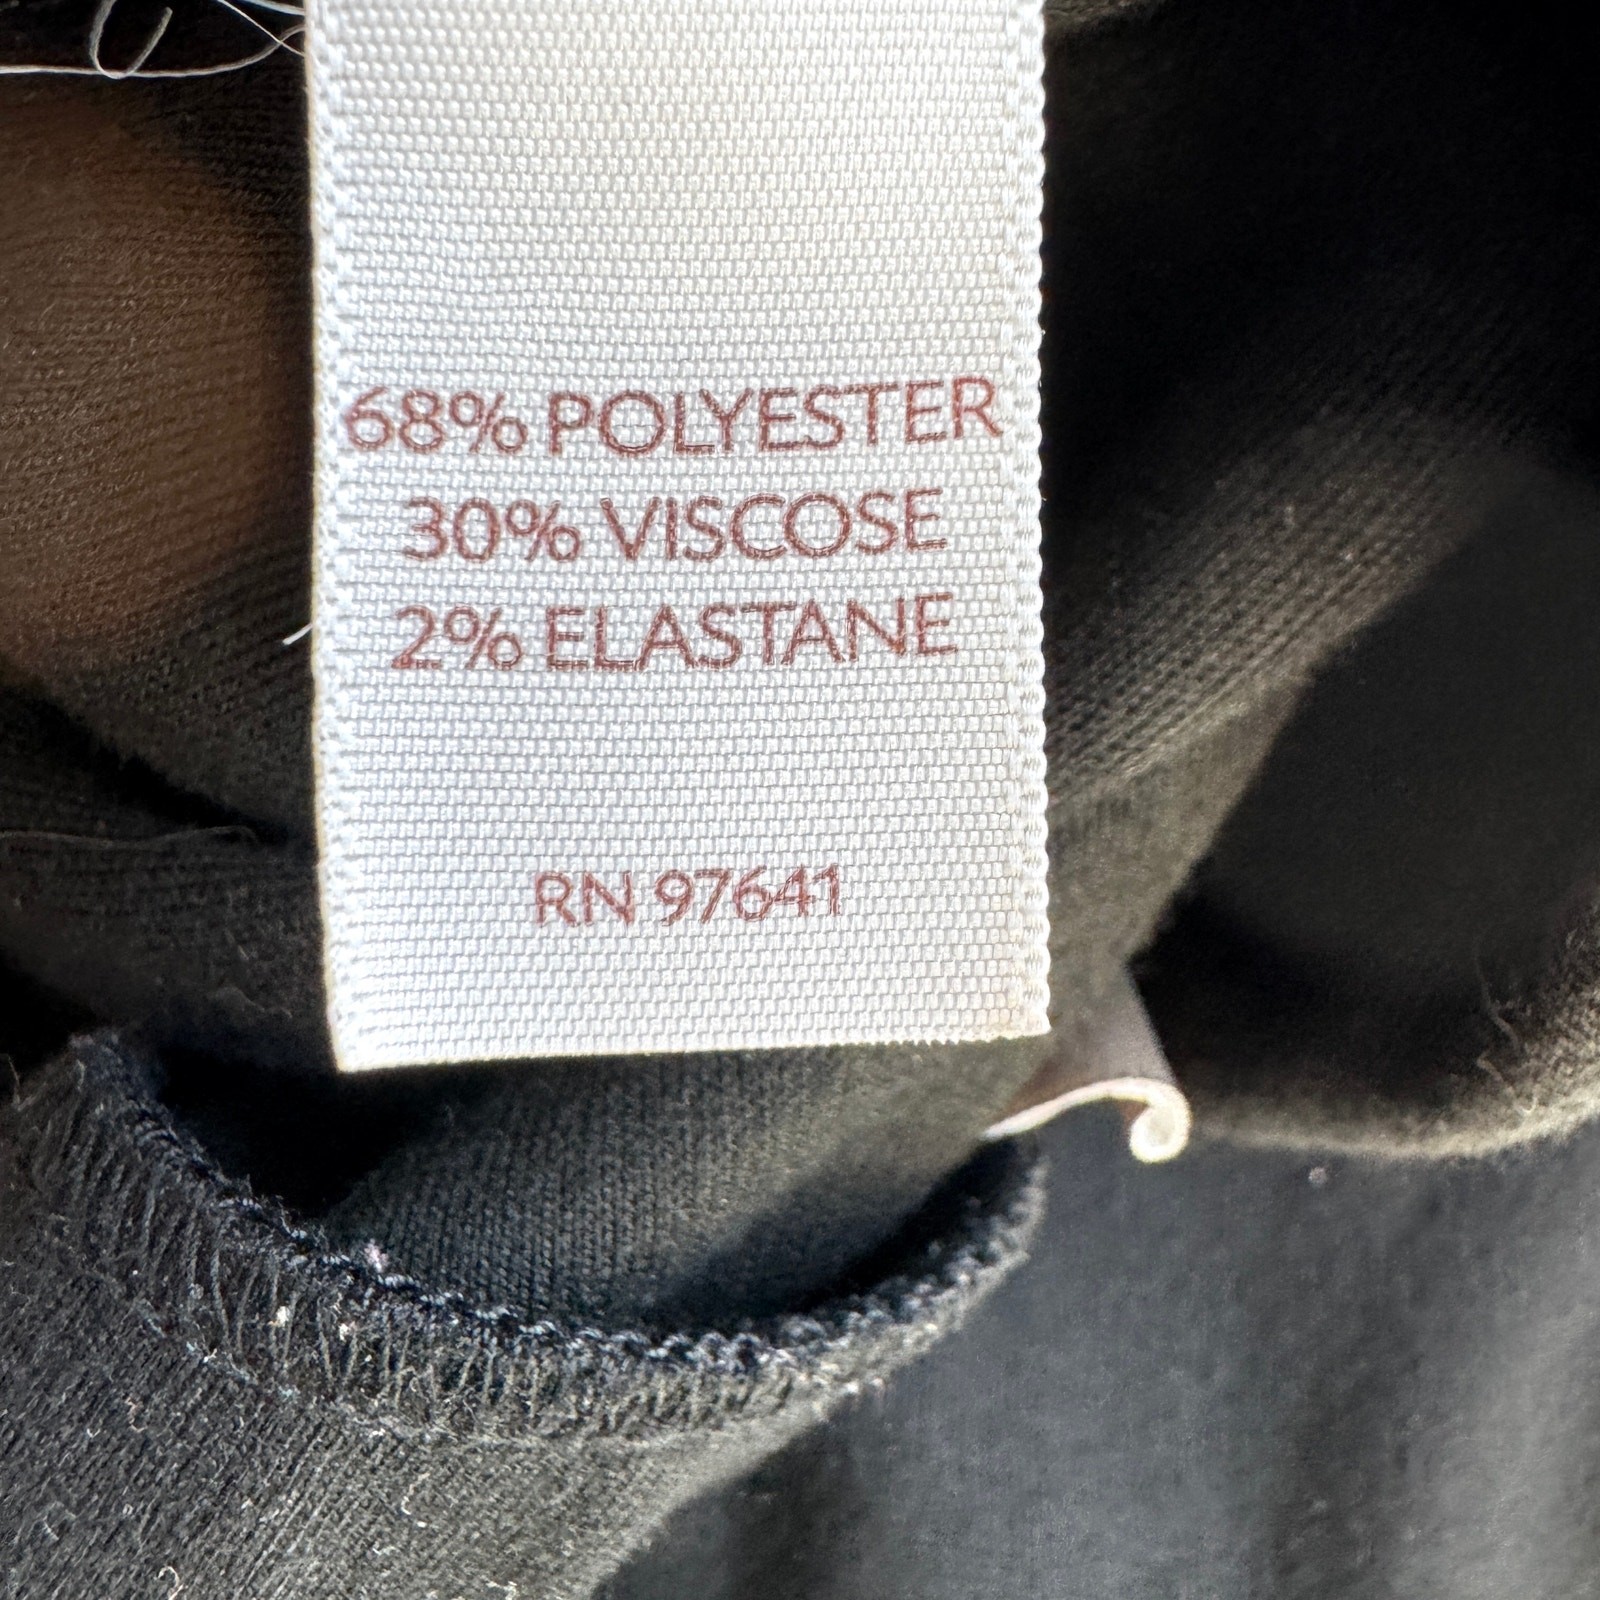 68% POLYESTER
30% VISCOSE
2% ELASTANE
RN 97641